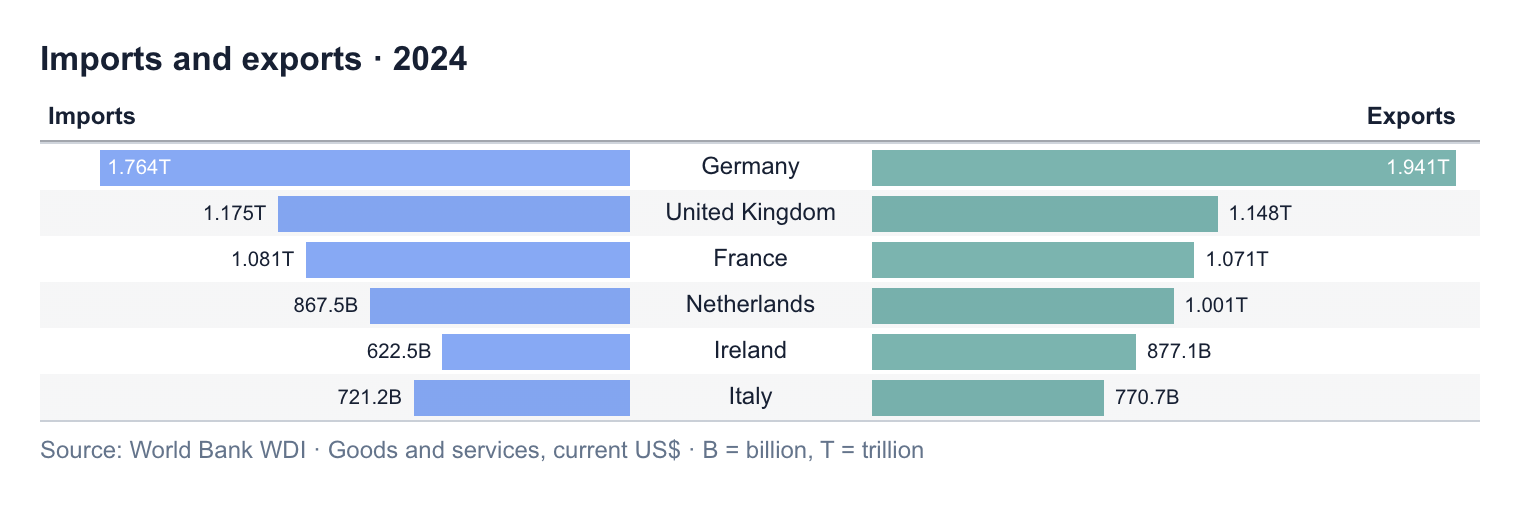 Imports and exports · 2024
Imports Exports
1.764T Germany 1.941T
1.175T United Kingdom 1.148T
1.081T France 1.071T
867.5B Netherlands 1.001T
622.5B Ireland 877.1B
721.2B Italy 770.7B
Source: World Bank WDI · Goods and services, current US$ · B = billion, T = trillion